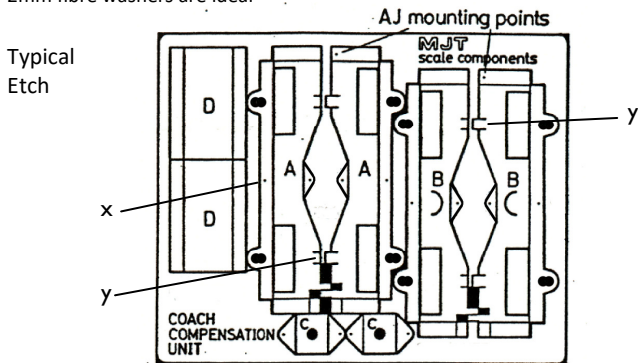 2mm fibre washers are ideal
Typical
Etch
AJ mounting points
MJT
scale components
D
A
A
y
B
B
x
D
y
COACH
COMPENSATION
UNIT
C
C